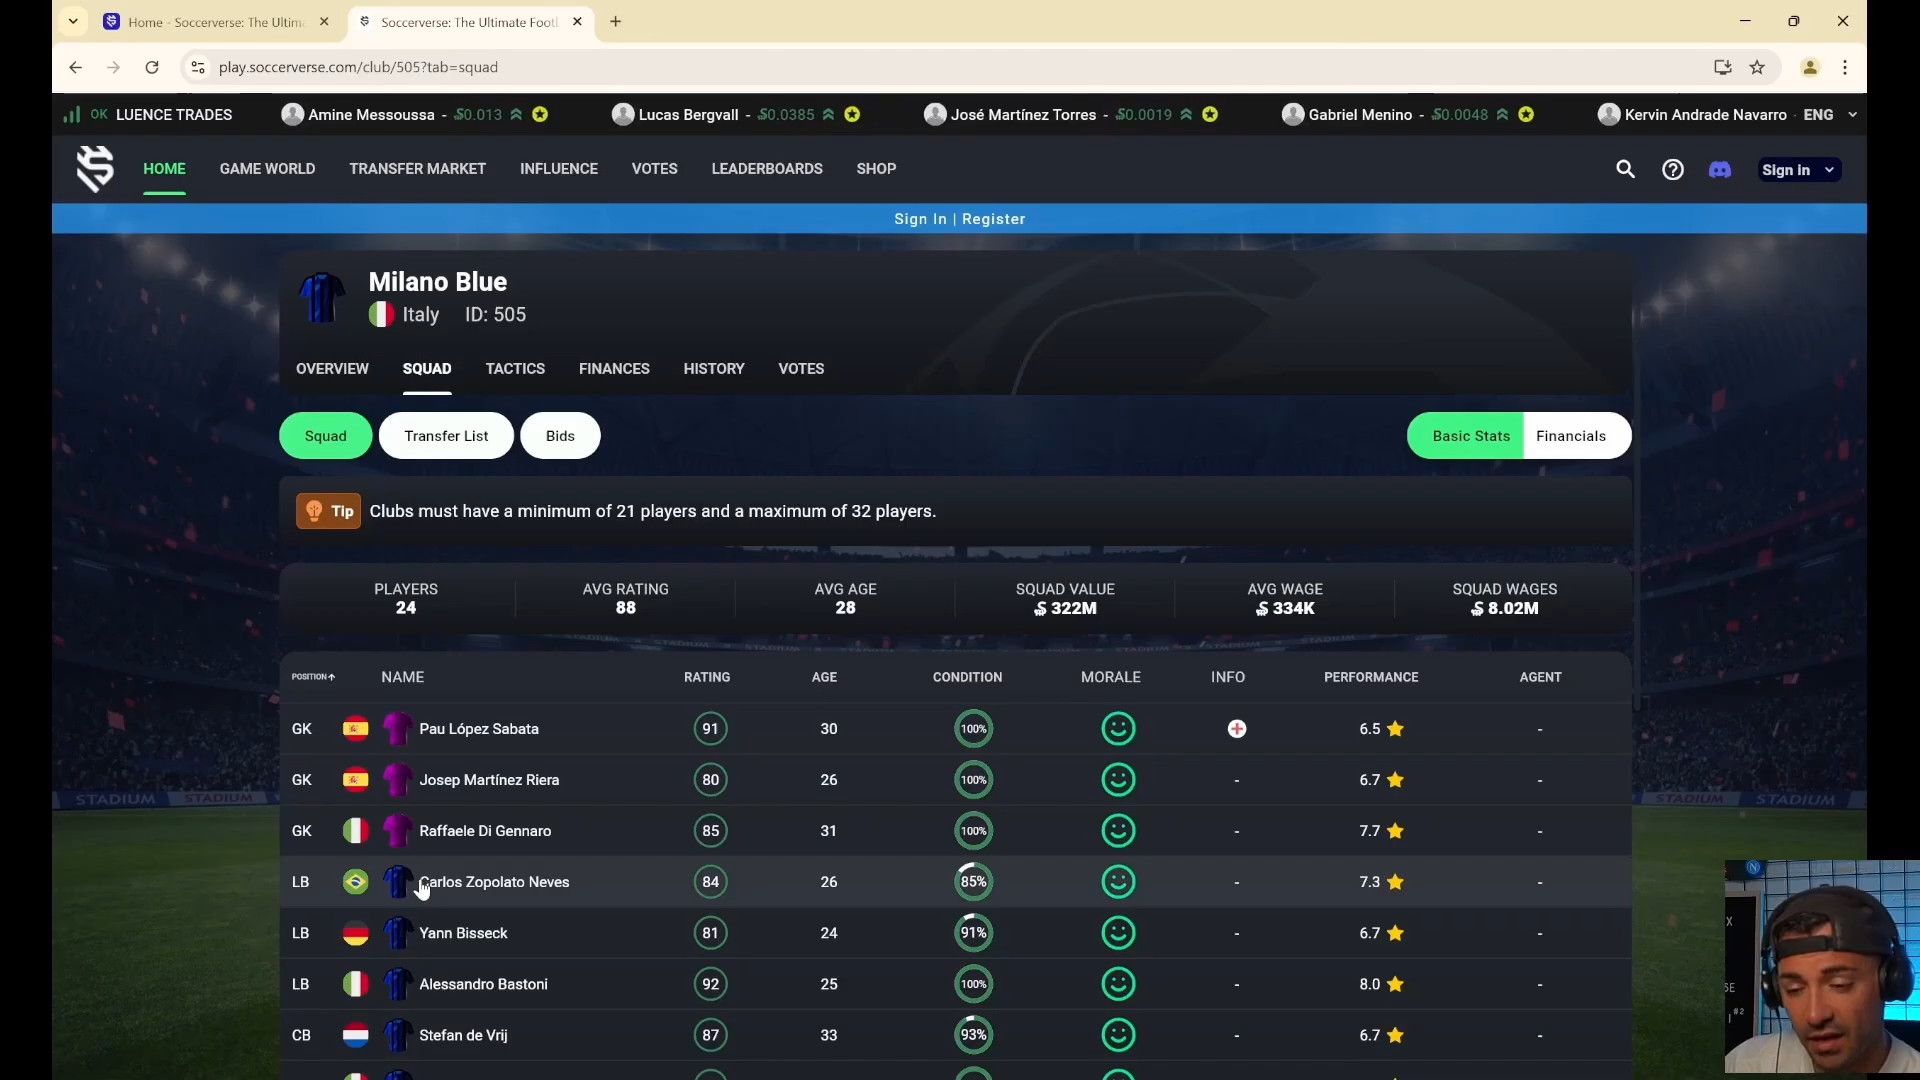 Home - Soccerverse: The Ultim
Soccerverse: The Ultimate Foot
play.soccerverse.com/club/505?tab=squad
OK LUENCE TRADES
Amine Messoussa - $0.013
Lucas Bergvall - $0.0385
José Martínez Torres - $0.0019
Gabriel Menino - $0.0048
Kervin Andrade Navarro - ENG
HOME GAME WORLD TRANSFER MARKET INFLUENCE VOTES LEADERBOARDS SHOP
Sign in
Sign In | Register
Milano Blue
Italy ID: 505
OVERVIEW SQUAD TACTICS FINANCES HISTORY VOTES
Squad Transfer List Bids Basic Stats Financials
Tip Clubs must have a minimum of 21 players and a maximum of 32 players.
PLAYERS AVG RATING AVG AGE SQUAD VALUE AVG WAGE SQUAD WAGES
24 88 28 322M 334K 8.02M
POSITION NAME RATING AGE CONDITION MORALE INFO PERFORMANCE AGENT
GK Pau López Sabata 91 30 100% 6.5 -
GK Josep Martínez Riera 80 26 100% - 6.7 -
GK Raffaele Di Gennaro 85 31 100% - 7.7 -
LB Carlos Zopolato Neves 84 26 85% - 7.3 -
LB Yann Bisseck 81 24 91% - 6.7 -
LB Alessandro Bastoni 92 25 100% - 8.0 -
CB Stefan de Vrij 87 33 93% - 6.7 -
STADIUM STADIUM
STADIUM STADIUM